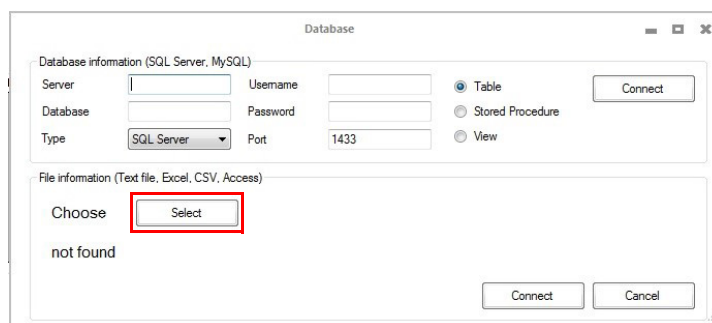 Database
Database information (SQL Server, MySQL)
Server Username Table Connect
Database Password Stored Procedure
Type SQL Server Port 1433 View
File information (Text file, Excel, CSV, Access)
Choose Select
not found
Connect Cancel